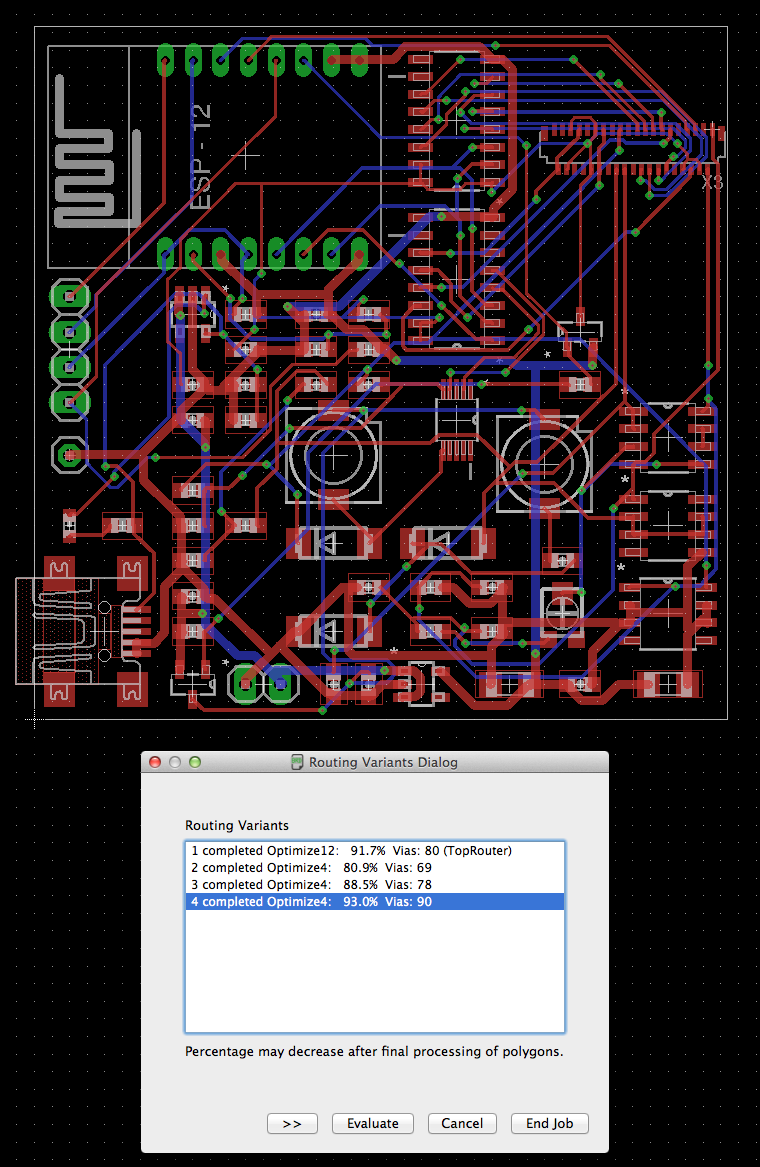 ESP-12
X3
Routing Variants Dialog
Routing Variants
1 completed Optimize12: 91.7% Vias: 80 (TopRouter)
2 completed Optimize4: 80.9% Vias: 69
3 completed Optimize4: 88.5% Vias: 78
4 completed Optimize4: 93.0% Vias: 90
Percentage may decrease after final processing of polygons.
>>
Evaluate
Cancel
End Job